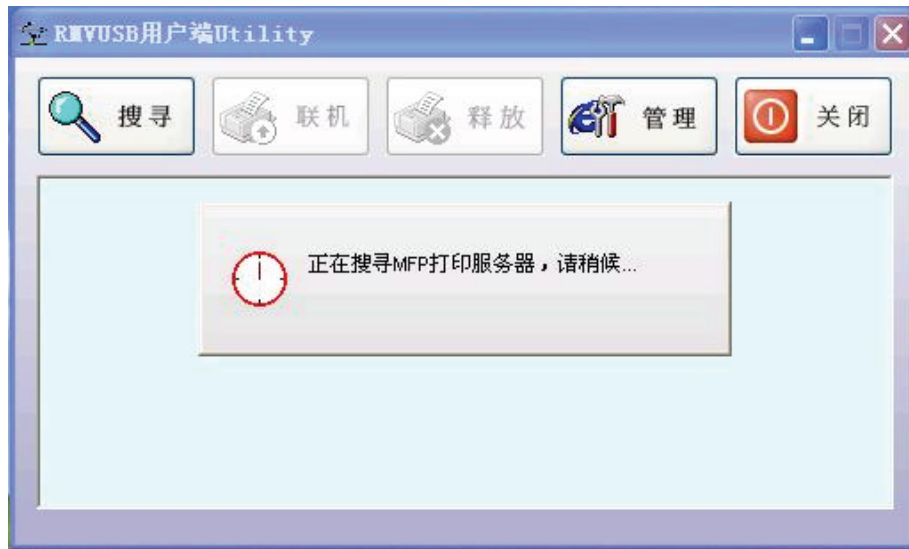 RMVUSB用户端Utility
搜寻
联机
释放
管理
关闭
正在搜寻MFP打印服务器，请稍候...